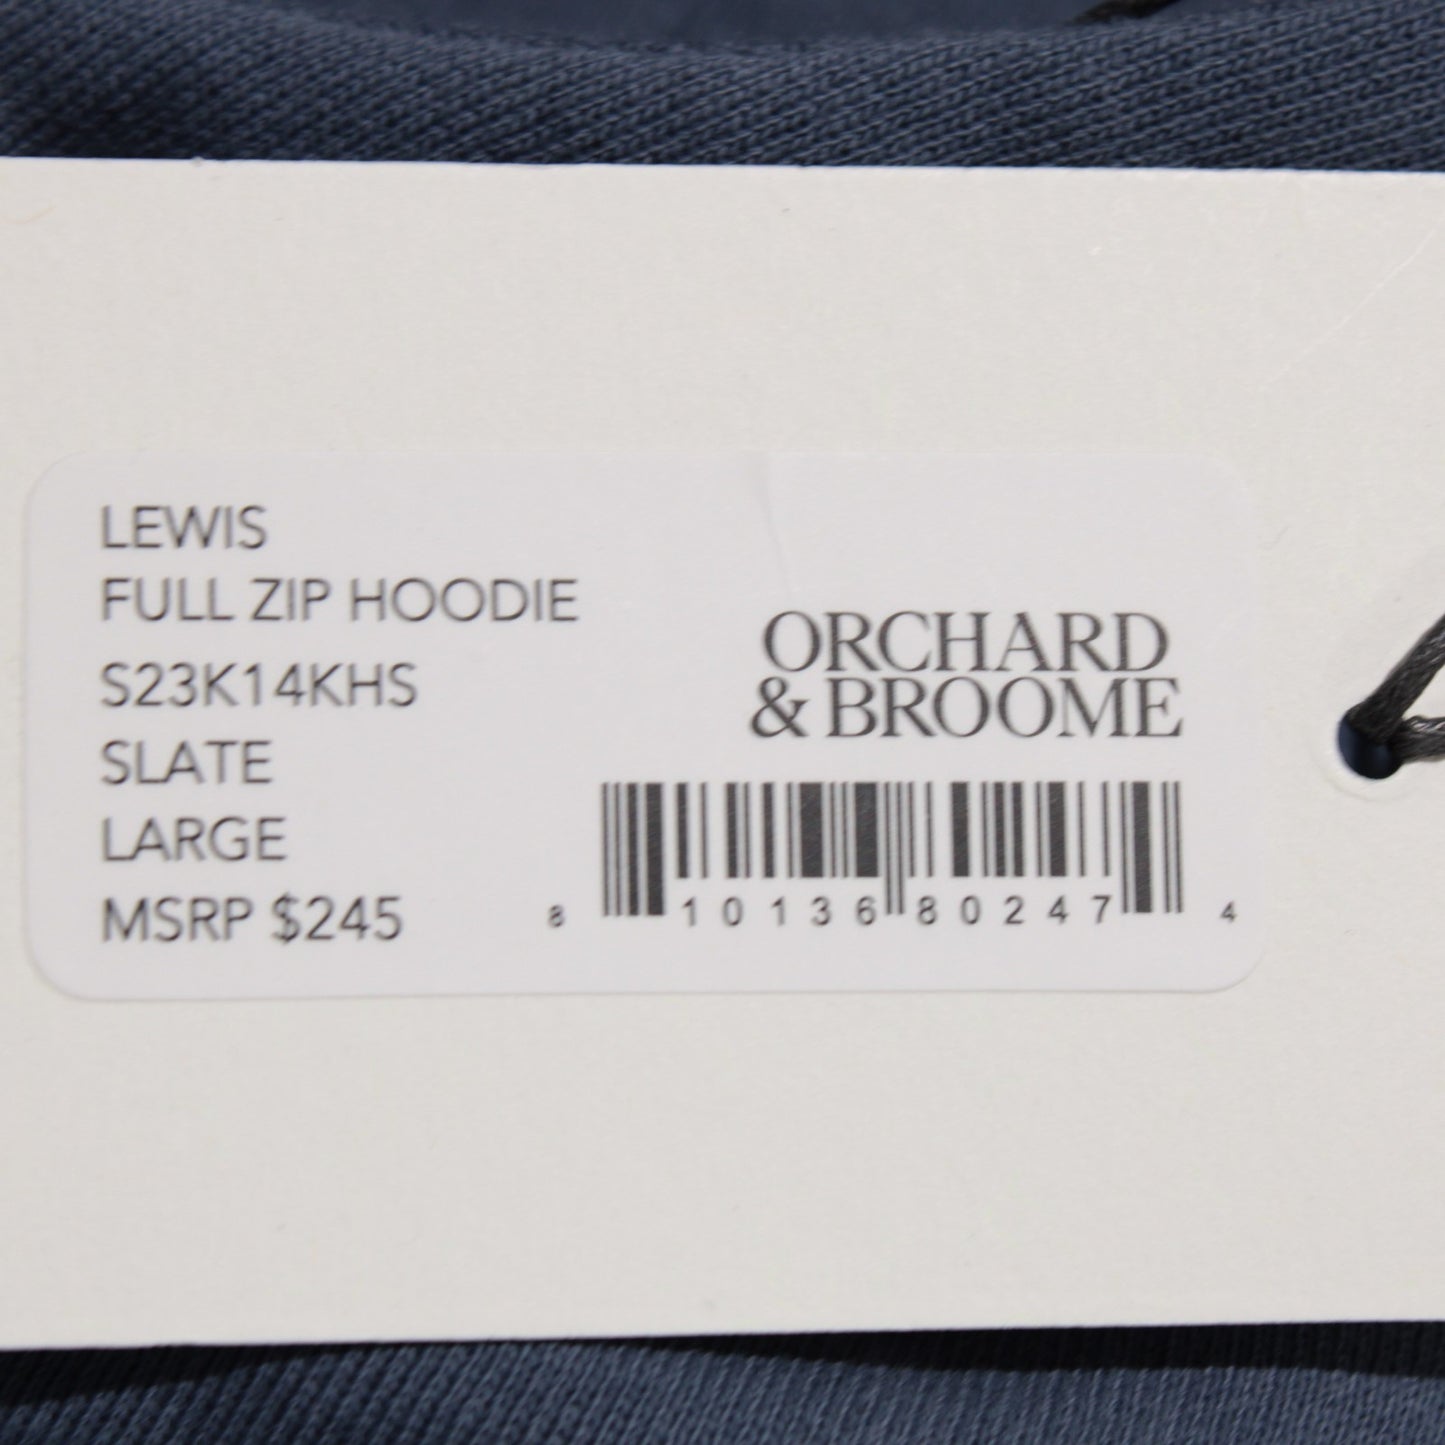 LEWIS
FULL ZIP HOODIE
S23K14KHS
SLATE
LARGE
MSRP $245
ORCHARD
& BROOME
8 10136 80247 4